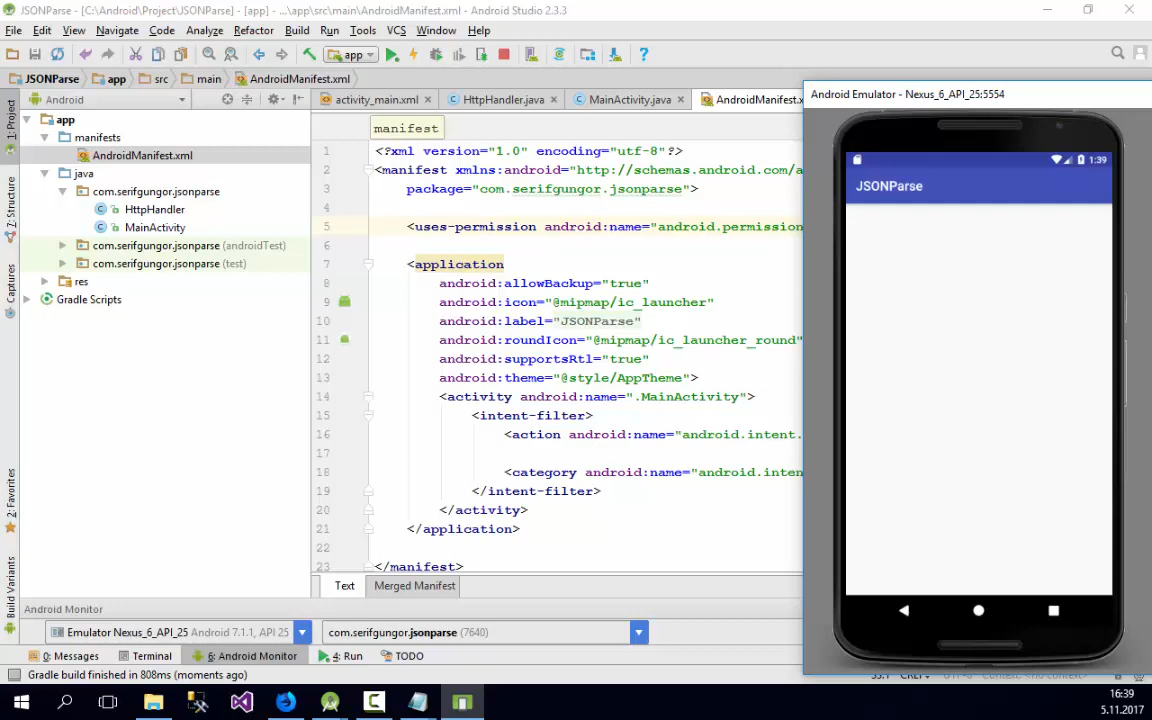 JSONParse - [C:\Android\Project\JSONParse] - [app] - ...\app\src\main\AndroidManifest.xml - Android Studio 2.3.3
File Edit View Navigate Code Analyze Refactor Build Run Tools VCS Window Help
app
JSONParse app src main AndroidManifest.xml
Android
activity_main.xml HttpHandler.java MainActivity.java AndroidManifest.x
1: Project
Z: Structure
Captures
2: Favorites
Build Variants
app
manifests
AndroidManifest.xml
java
com.serifgungor.jsonparse
HttpHandler
MainActivity
com.serifgungor.jsonparse (androidTest)
com.serifgungor.jsonparse (test)
res
Gradle Scripts
manifest
1 <?xml version="1.0" encoding="utf-8"?>
2 <manifest xmlns:android="http://schemas.android.com/a
3 package="com.serifgungor.jsonparse">
4
5 <uses-permission android:name="android.permission
6
7 <application
8 android:allowBackup="true"
9 android:icon="@mipmap/ic_launcher"
10 android:label="JSONParse"
11 android:roundIcon="@mipmap/ic_launcher_round"
12 android:supportsRtl="true"
13 android:theme="@style/AppTheme">
14 <activity android:name=".MainActivity">
15 <intent-filter>
16 <action android:name="android.intent.
17
18 <category android:name="android.inten
19 </intent-filter>
20 </activity>
21 </application>
22
23 </manifest>
Text Merged Manifest
Android Monitor
Emulator Nexus_6_API_25 Android 7.1.1, API 25
com.serifgungor.jsonparse (7640)
0: Messages Terminal 6: Android Monitor 4: Run TODO
Gradle build finished in 808ms (moments ago)
Android Emulator - Nexus_6_API_25:5554
1:39
JSONParse
16:39
5.11.2017